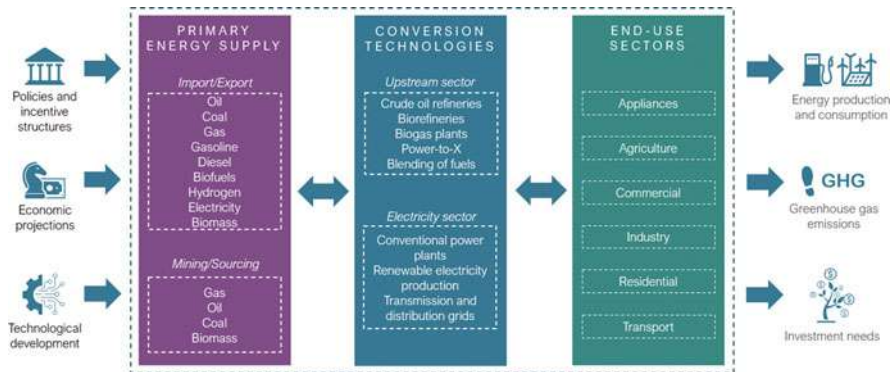 Policies and
incentive
structures
Economic
projections
Technological
development
PRIMARY
ENERGY SUPPLY
Import/Export
Oil
Coal
Gas
Gasoline
Diesel
Biofuels
Hydrogen
Electricity
Biomass
Mining/Sourcing
Gas
Oil
Coal
Biomass
CONVERSION
TECHNOLOGIES
Upstream sector
Crude oil refineries
Biorefineries
Biogas plants
Power-to-X
Blending of fuels
Electricity sector
Conventional power
plants
Renewable electricity
production
Transmission and
distribution grids
END-USE
SECTORS
Appliances
Agriculture
Commercial
Industry
Residential
Transport
Energy production
and consumption
GHG
Greenhouse gas
emissions
Investment needs